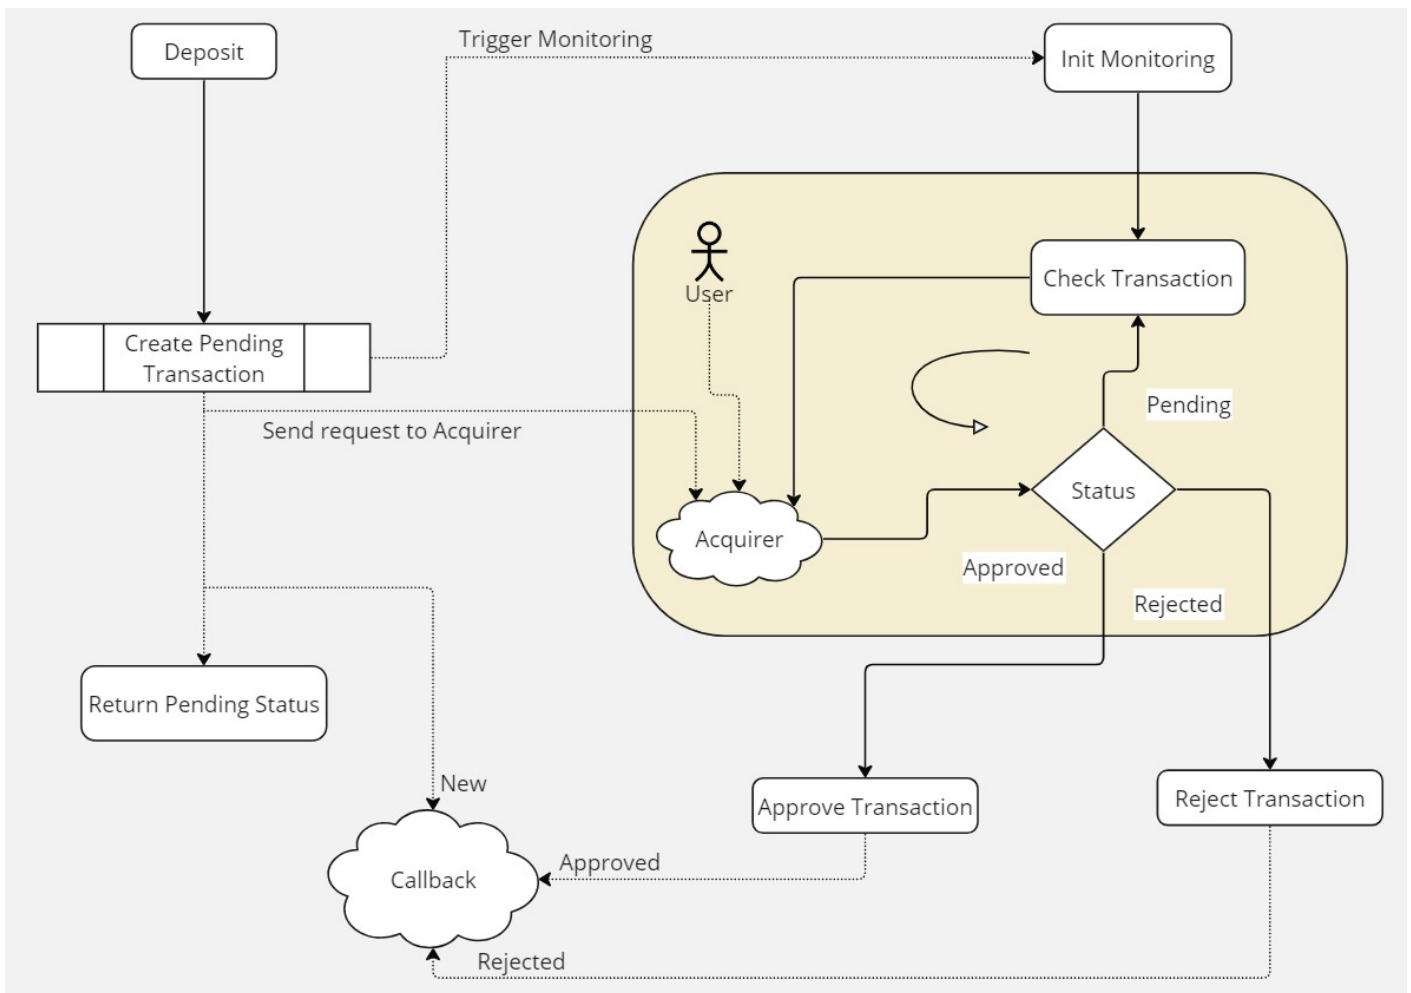 Deposit
Trigger Monitoring
Init Monitoring
User
Check Transaction
Create Pending
Transaction
Send request to Acquirer
Pending
Status
Acquirer
Approved
Rejected
Return Pending Status
New
Approve Transaction
Reject Transaction
Callback
Approved
Rejected